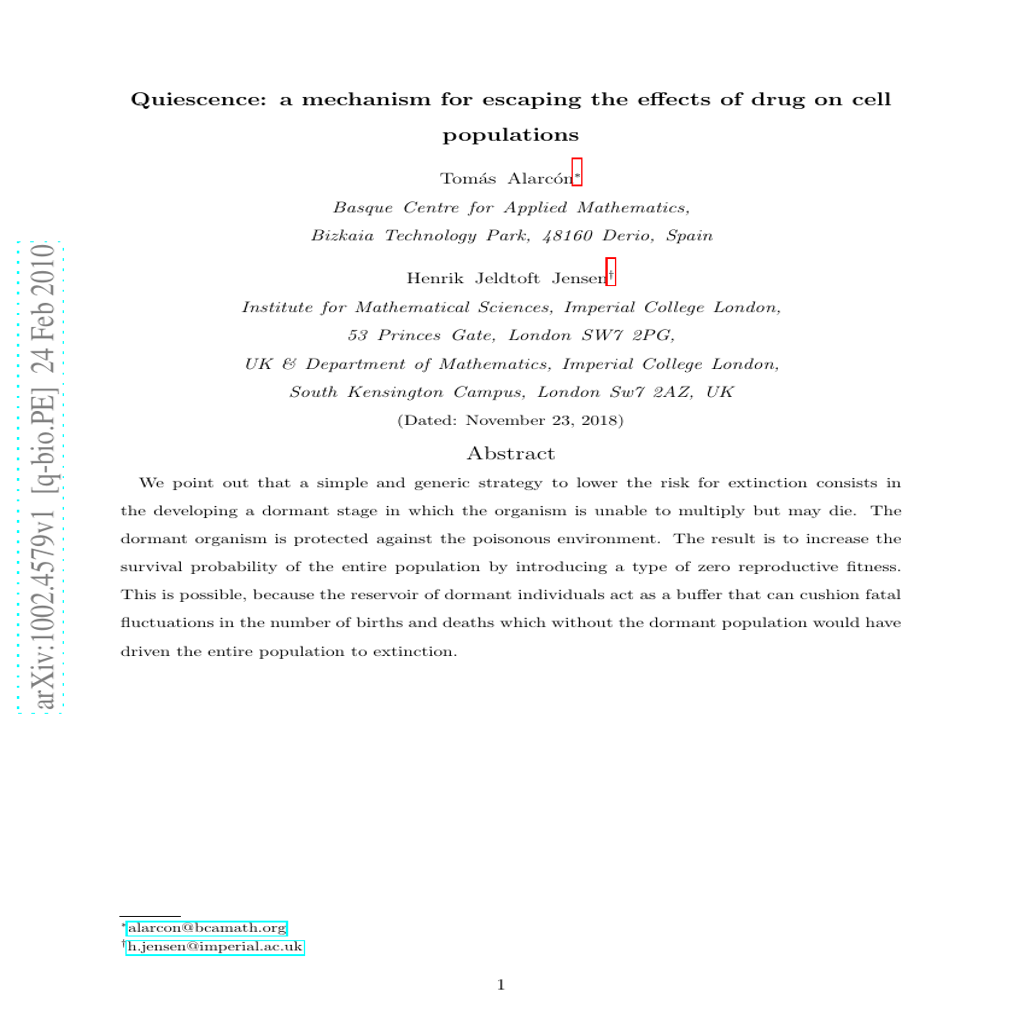 Quiescence: a mechanism for escaping the effects of drug on cell
populations
Tomás Alarcón*
Basque Centre for Applied Mathematics,
Bizkaia Technology Park, 48160 Derio, Spain
Henrik Jeldtoft Jensen†
Institute for Mathematical Sciences, Imperial College London,
53 Princes Gate, London SW7 2PG,
UK & Department of Mathematics, Imperial College London,
South Kensington Campus, London Sw7 2AZ, UK
(Dated: November 23, 2018)
Abstract
We point out that a simple and generic strategy to lower the risk for extinction consists in
the developing a dormant stage in which the organism is unable to multiply but may die. The
dormant organism is protected against the poisonous environment. The result is to increase the
survival probability of the entire population by introducing a type of zero reproductive fitness.
This is possible, because the reservoir of dormant individuals act as a buffer that can cushion fatal
fluctuations in the number of births and deaths which without the dormant population would have
driven the entire population to extinction.
arXiv:1002.4579v1 [q-bio.PE] 24 Feb 2010
*alarcon@bcamath.org
†h.jensen@imperial.ac.uk
1